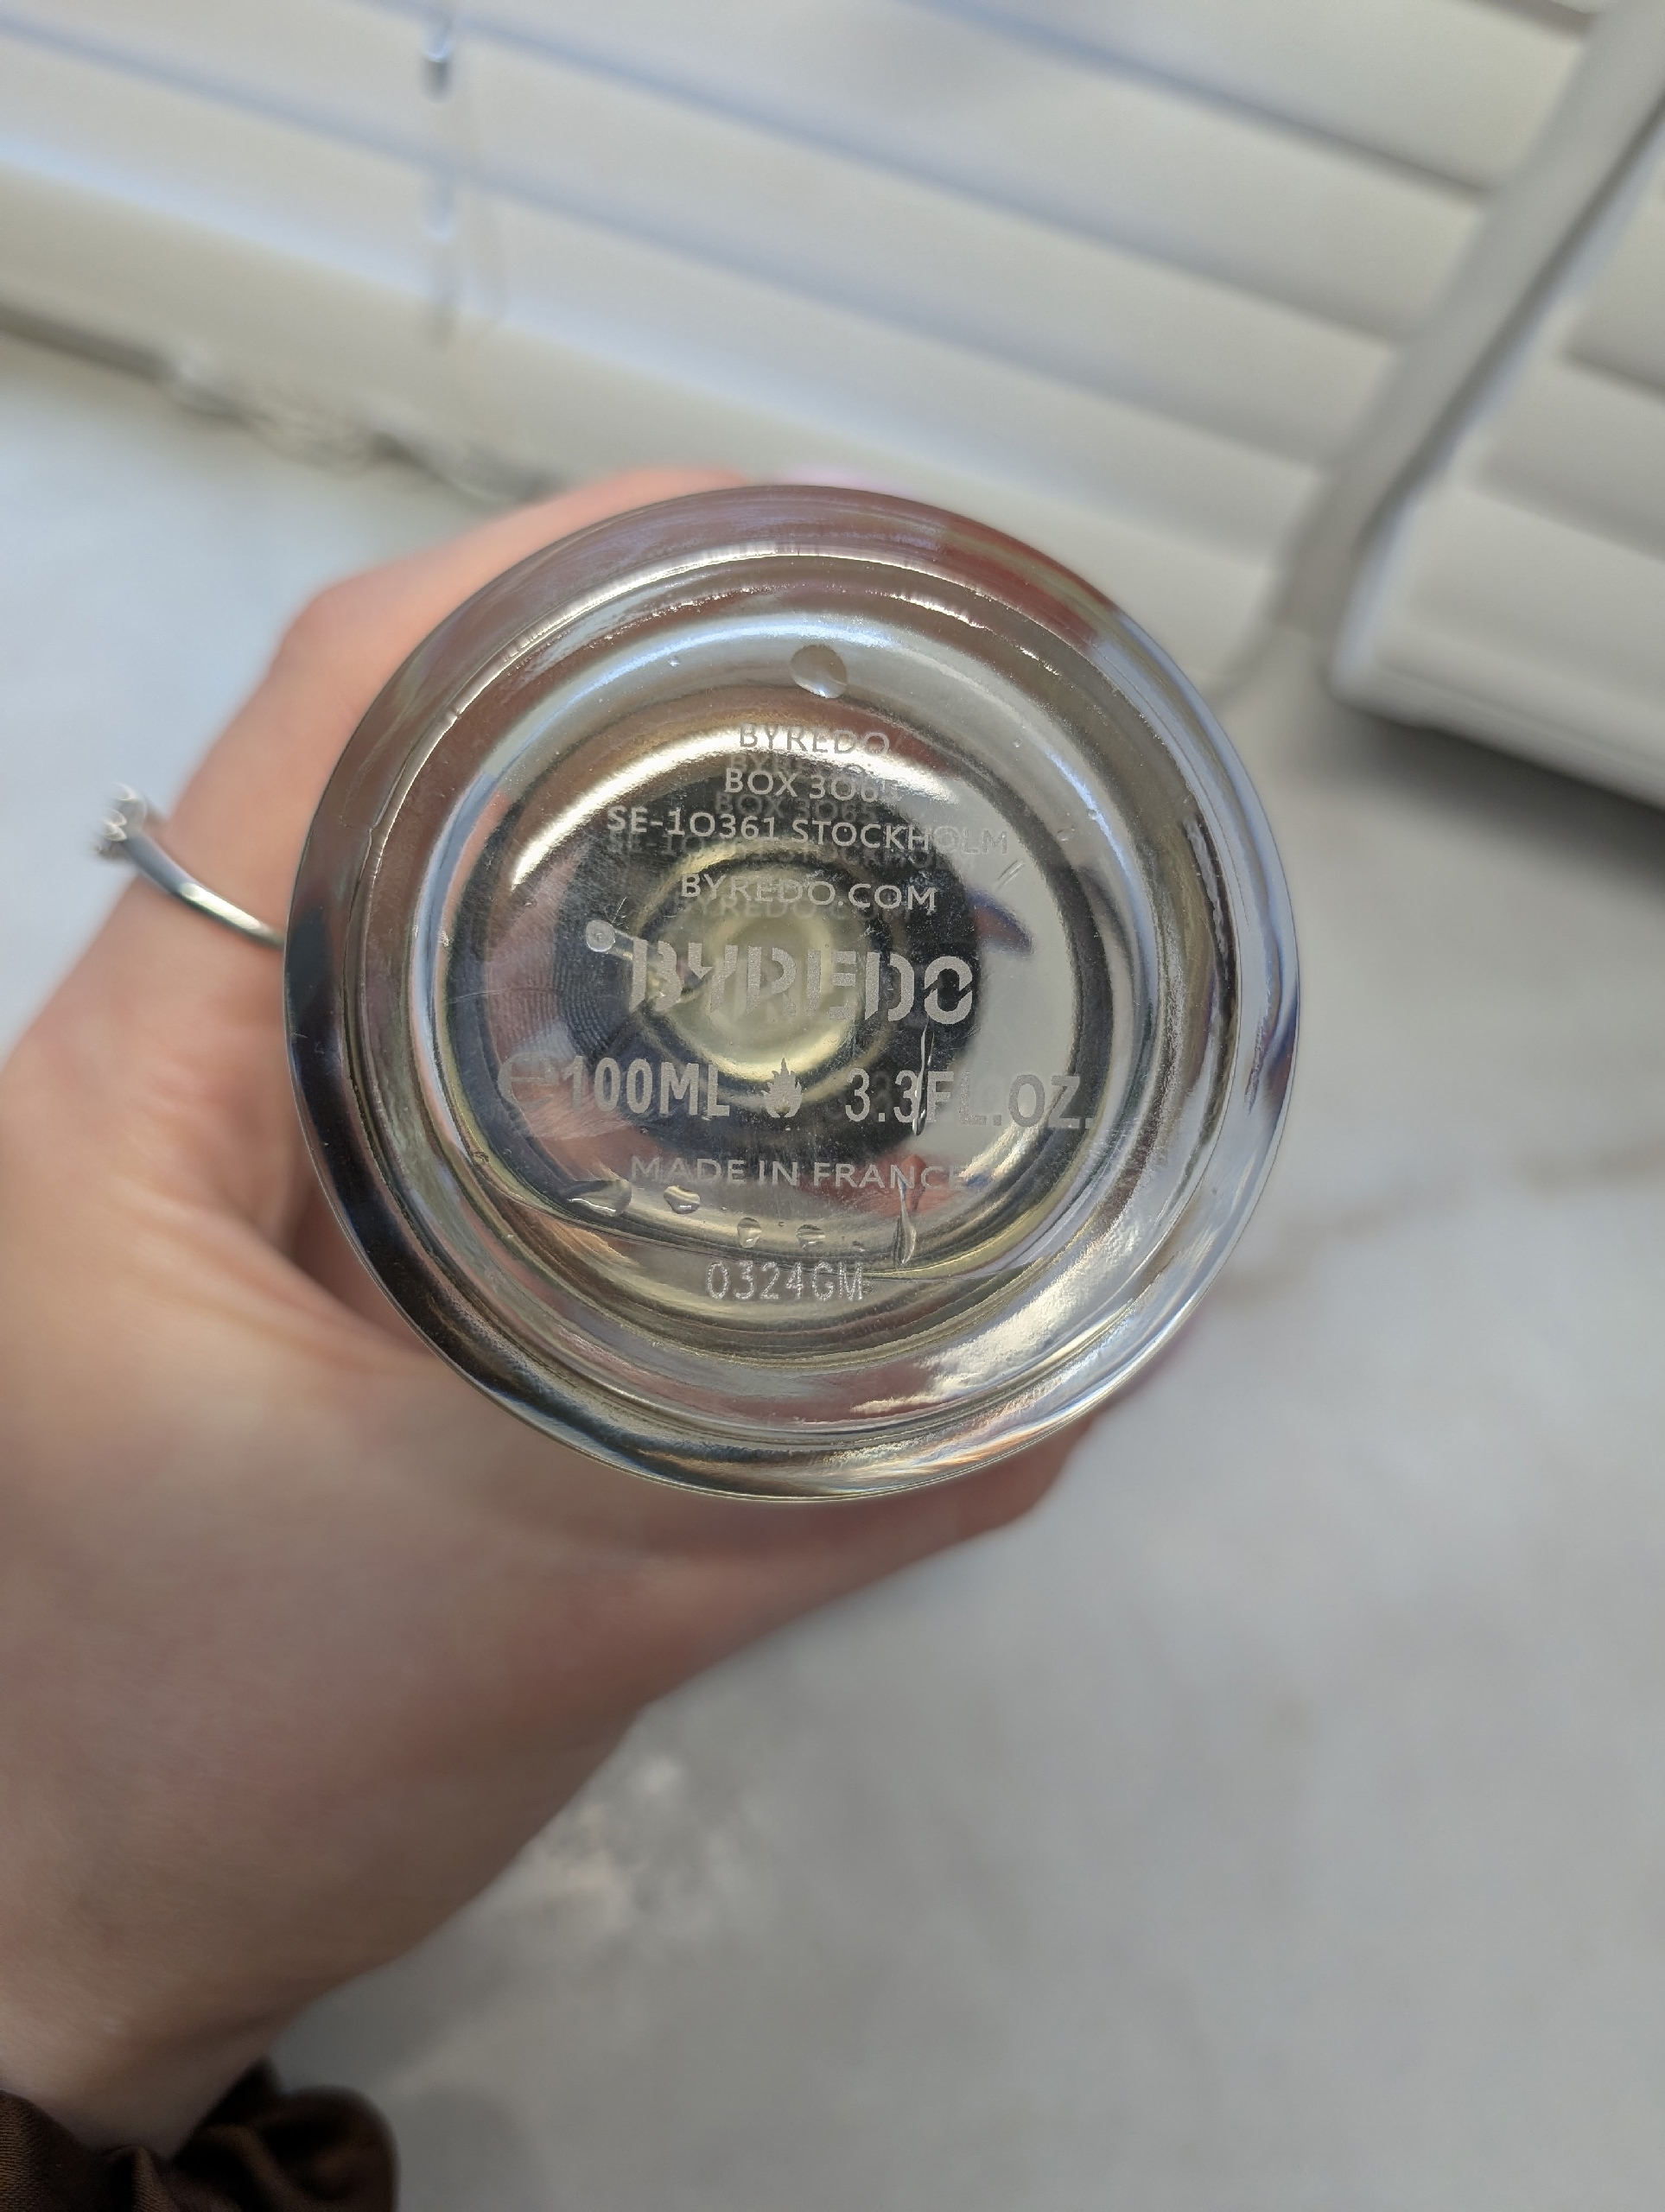 BYREDO
BOX 3065
SE-10361 STOCKHOLM
BYREDO.COM
BYREDO
e 100ML 3.3FL.OZ.
MADE IN FRANCE
0324GM